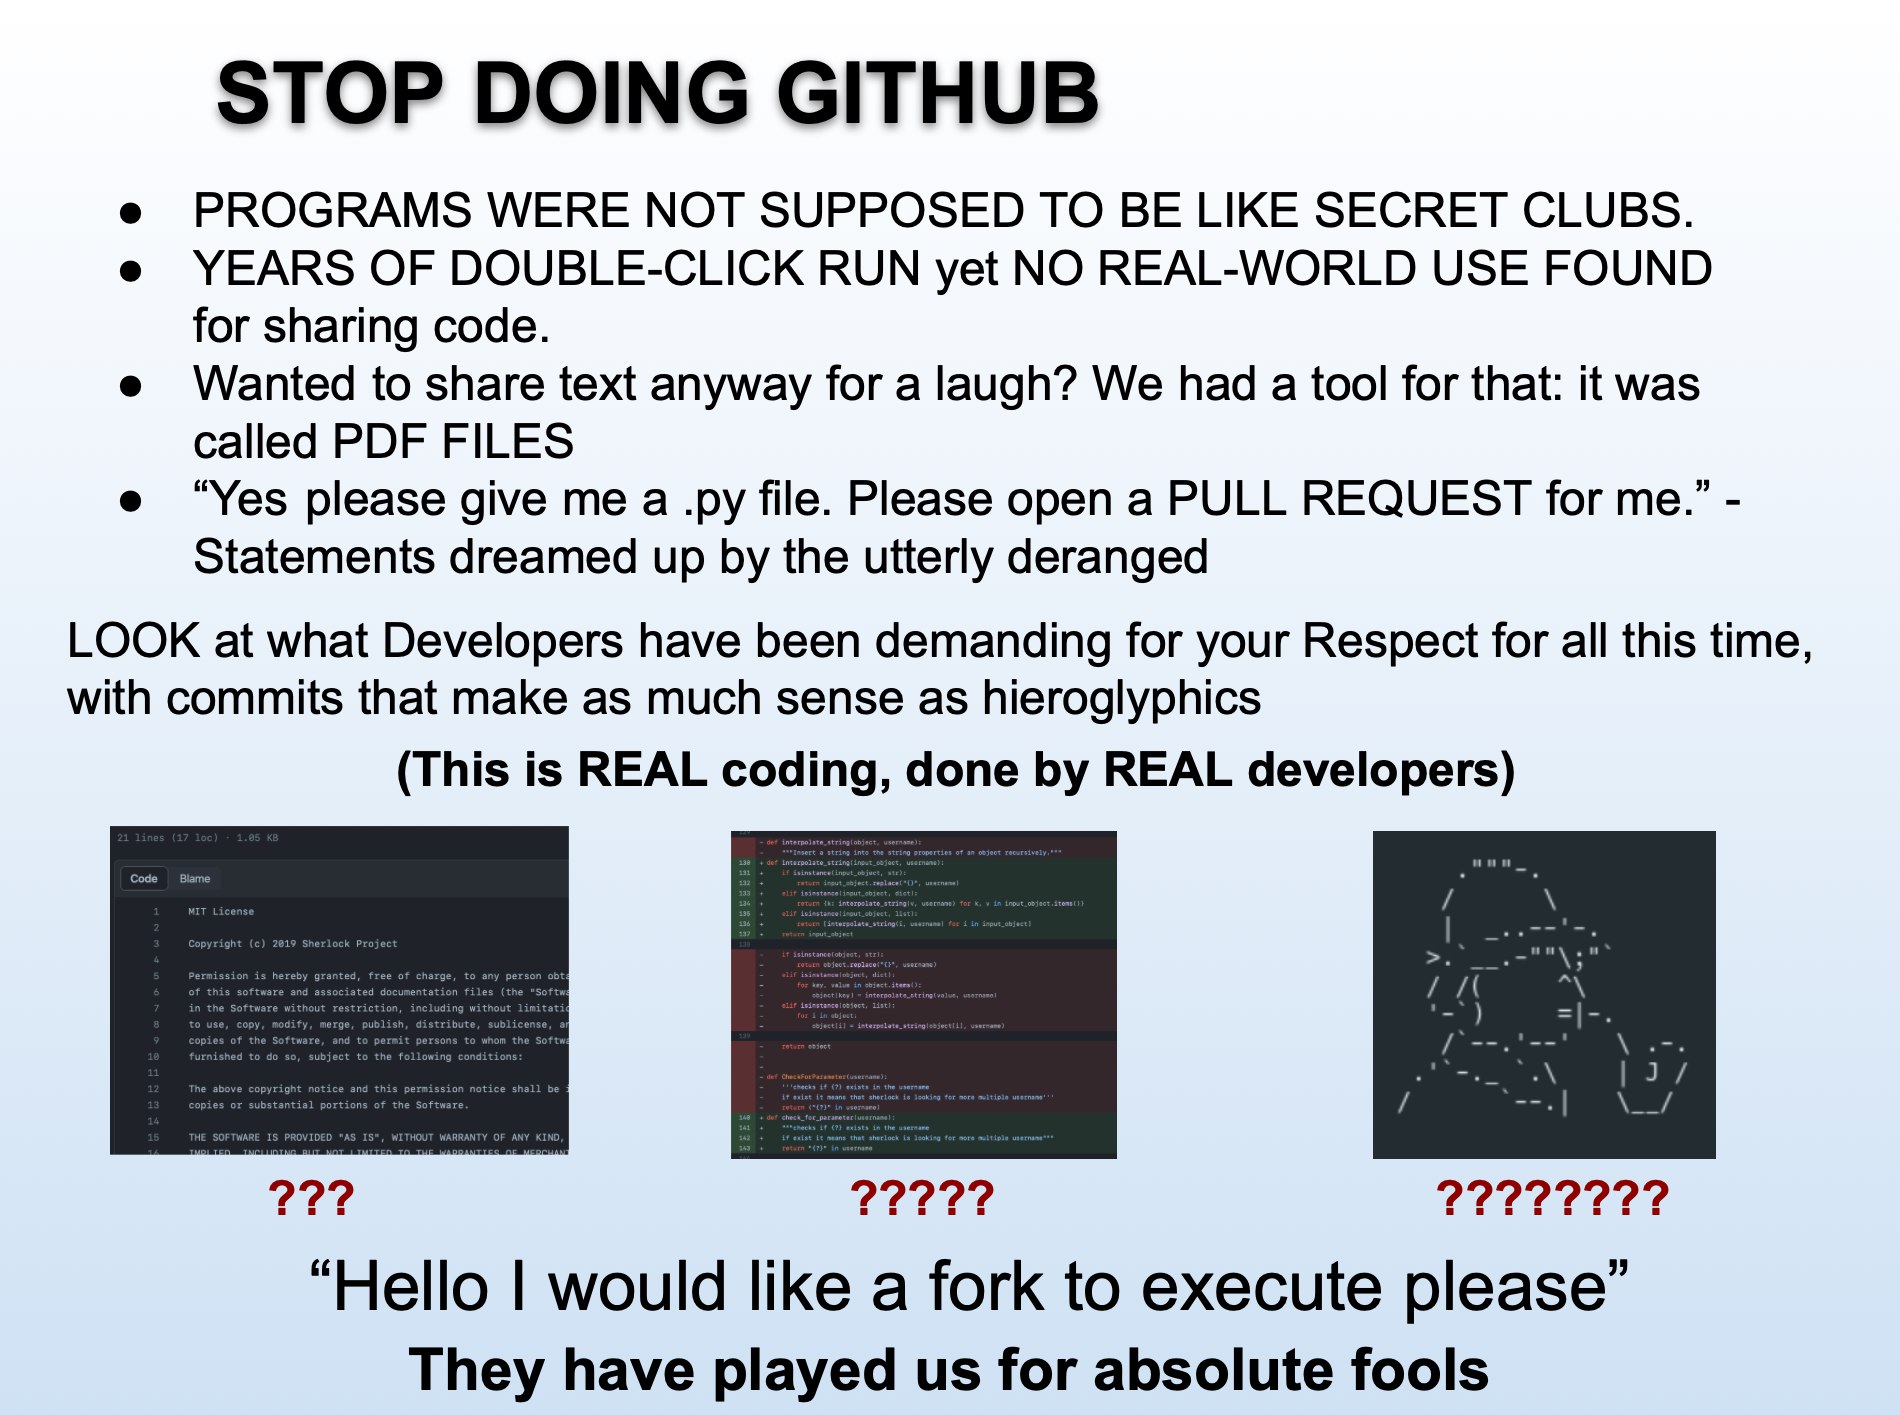 STOP DOING GITHUB
● PROGRAMS WERE NOT SUPPOSED TO BE LIKE SECRET CLUBS.
● YEARS OF DOUBLE-CLICK RUN yet NO REAL-WORLD USE FOUND
for sharing code.
● Wanted to share text anyway for a laugh? We had a tool for that: it was
called PDF FILES
● “Yes please give me a .py file. Please open a PULL REQUEST for me.” -
Statements dreamed up by the utterly deranged
LOOK at what Developers have been demanding for your Respect for all this time,
with commits that make as much sense as hieroglyphics
(This is REAL coding, done by REAL developers)
21 lines (17 loc) · 1.05 KB
Code Blame
1 MIT License
2
3 Copyright (c) 2019 Sherlock Project
4
5 Permission is hereby granted, free of charge, to any person obta
6 of this software and associated documentation files (the "Softwa
7 in the Software without restriction, including without limitatio
8 to use, copy, modify, merge, publish, distribute, sublicense, an
9 copies of the Software, and to permit persons to whom the Softwa
10 furnished to do so, subject to the following conditions:
11
12 The above copyright notice and this permission notice shall be i
13 copies or substantial portions of the Software.
14
15 THE SOFTWARE IS PROVIDED "AS IS", WITHOUT WARRANTY OF ANY KIND,
16 IMPLIED, INCLUDING BUT NOT LIMITED TO THE WARRANTIES OF MERCHANT
- def interpolate_string(object, username):
- """Insert a string into the string properties of an object recursively."""
130 + def interpolate_string(input_object, username):
131 + if isinstance(input_object, str):
132 + return input_object.replace("{}", username)
133 + elif isinstance(input_object, dict):
134 + return {k: interpolate_string(v, username) for k, v in input_object.items()}
135 + elif isinstance(input_object, list):
136 + return [interpolate_string(i, username) for i in input_object]
137 + return input_object
138
- if isinstance(object, str):
- return object.replace("{}", username)
- elif isinstance(object, dict):
- for key, value in object.items():
- object[key] = interpolate_string(value, username)
- elif isinstance(object, list):
- for i in object:
- object[i] = interpolate_string(object[i], username)
139
- return object
-
-
- def CheckForParameter(username):
- '''checks if {?} exists in the username
- if exist it means that sherlock is looking for more multiple username'''
- return ("{?}" in username)
140 + def check_for_parameter(username):
141 + """checks if {?} exists in the username
142 + if exist it means that sherlock is looking for more multiple username"""
143 + return "{?}" in username
."""-.
/ \
| _..--'-.
>.`__.-""\;"`
/ /( ^\
'-`) =|-.
/`--.'--' \ .-.
.'`-._ `.\ | J /
/ `--.| \__/
???
?????
????????
“Hello I would like a fork to execute please”
They have played us for absolute fools